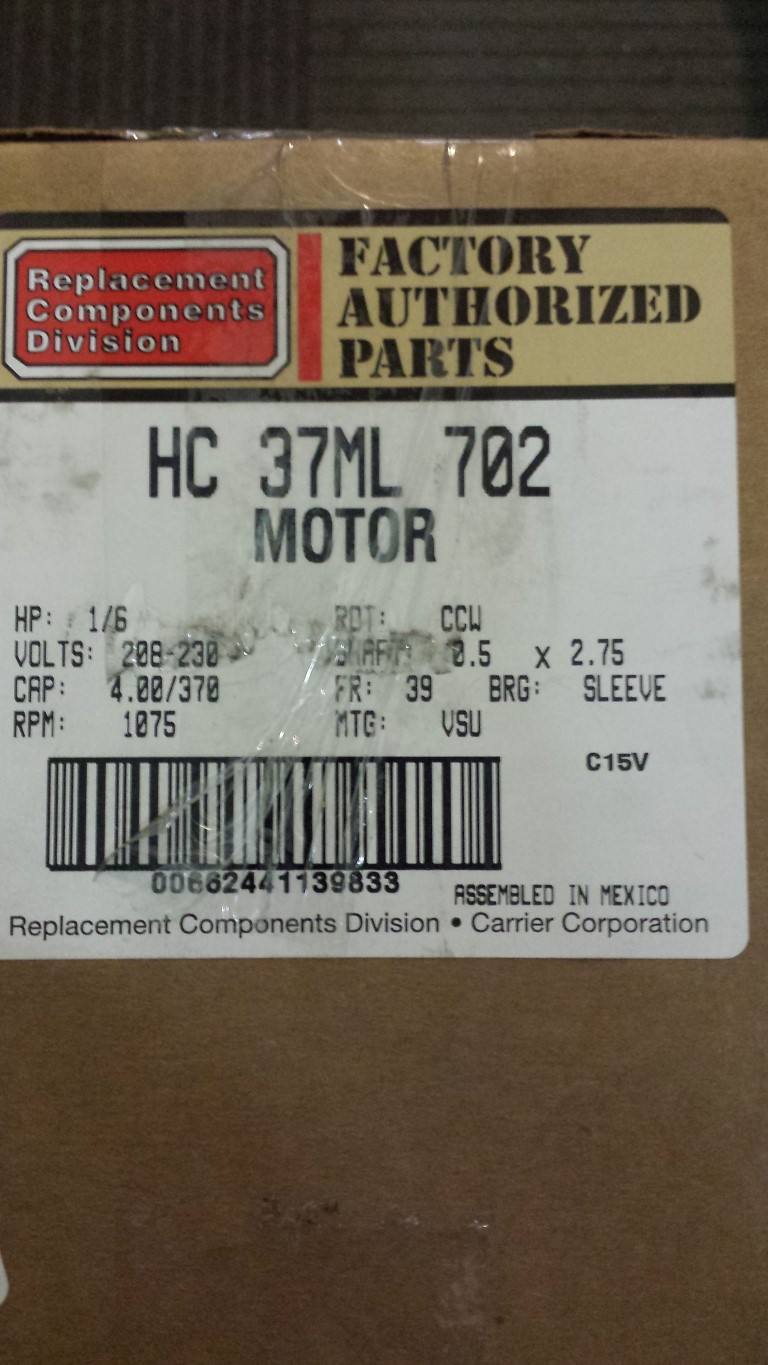 Replacement
Components
Division
FACTORY
AUTHORIZED
PARTS
HC 37ML 702
MOTOR
HP: 1/6 ROT: CCW
VOLTS: 208-230 SHAFT: 0.5 X 2.75
CAP: 4.00/370 FR: 39 BRG: SLEEVE
RPM: 1075 MTG: VSU
C15V
00662441139833
ASSEMBLED IN MEXICO
Replacement Components Division • Carrier Corporation